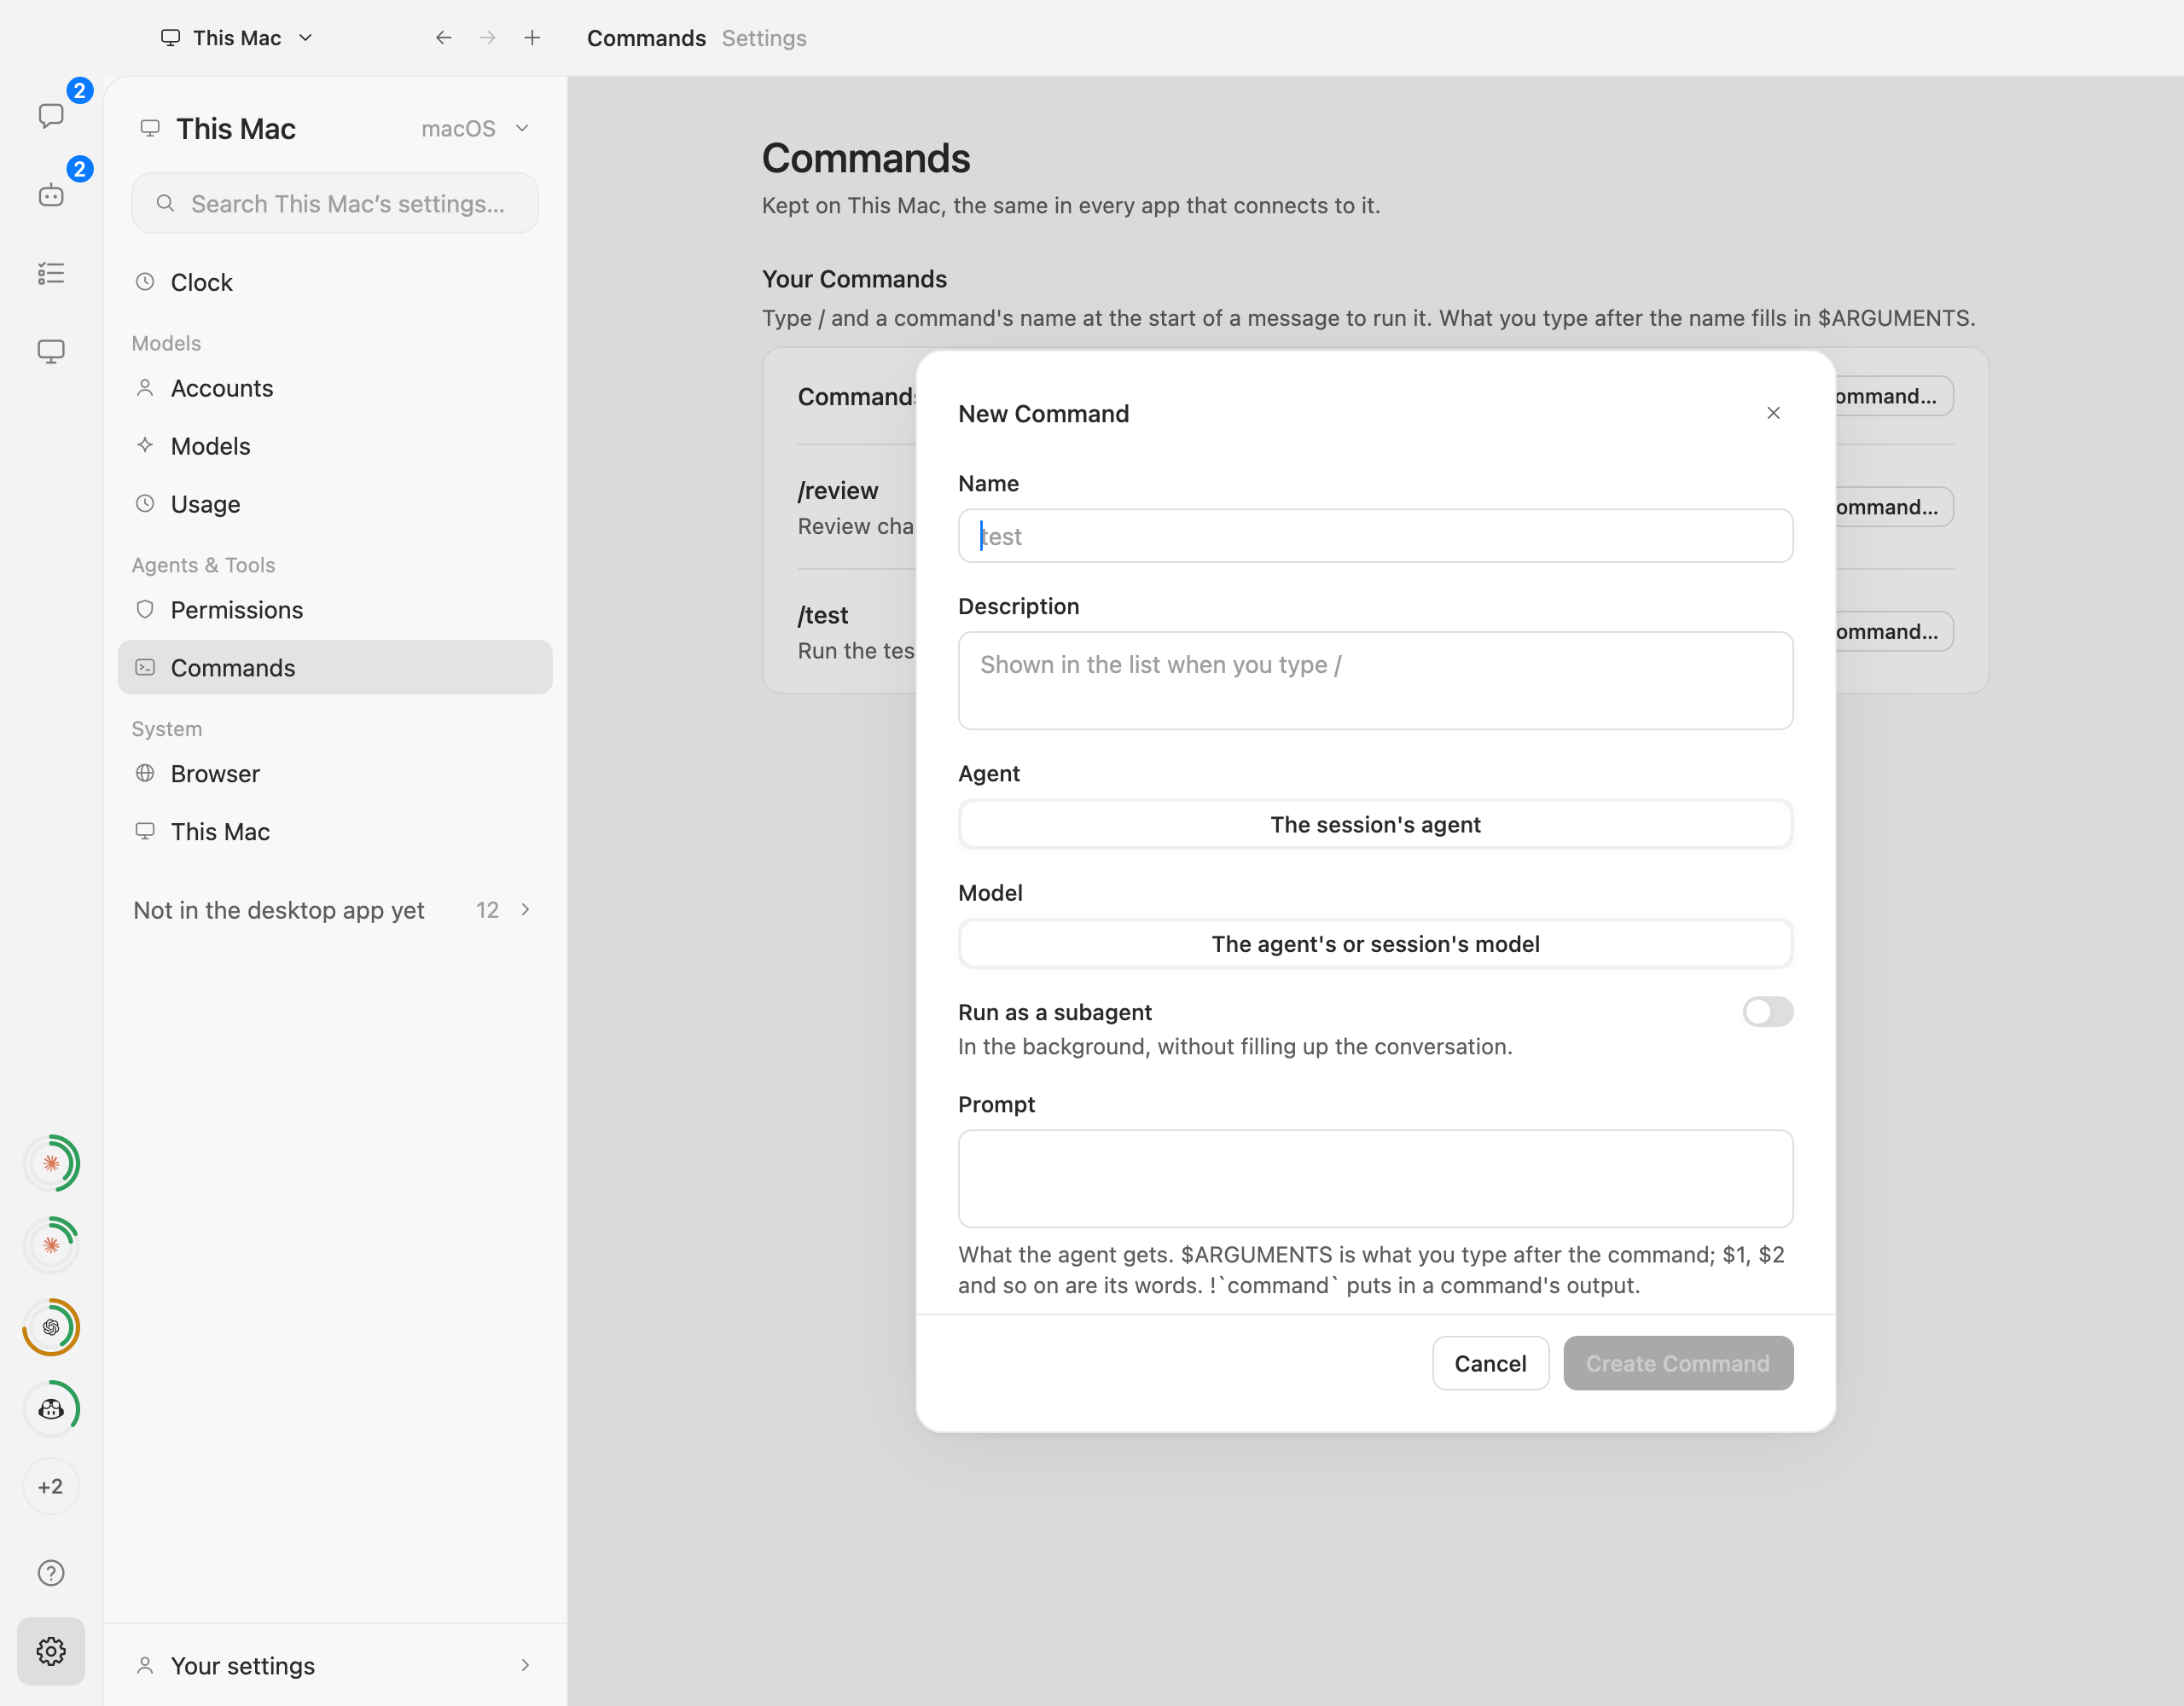 This Mac
Commands Settings
2
2
This Mac macOS
Search This Mac’s settings...
Clock
Models
Accounts
Models
Usage
Agents & Tools
Permissions
Commands
System
Browser
This Mac
Not in the desktop app yet 12
+2
Your settings
Commands
Kept on This Mac, the same in every app that connects to it.
Your Commands
Type / and a command's name at the start of a message to run it. What you type after the name fills in $ARGUMENTS.
Commands
ommand...
/review
Review cha
ommand...
/test
Run the tes
ommand...
New Command
Name
test
Description
Shown in the list when you type /
Agent
The session's agent
Model
The agent's or session's model
Run as a subagent
In the background, without filling up the conversation.
Prompt
What the agent gets. $ARGUMENTS is what you type after the command; $1, $2
and so on are its words. !`command` puts in a command's output.
Cancel Create Command